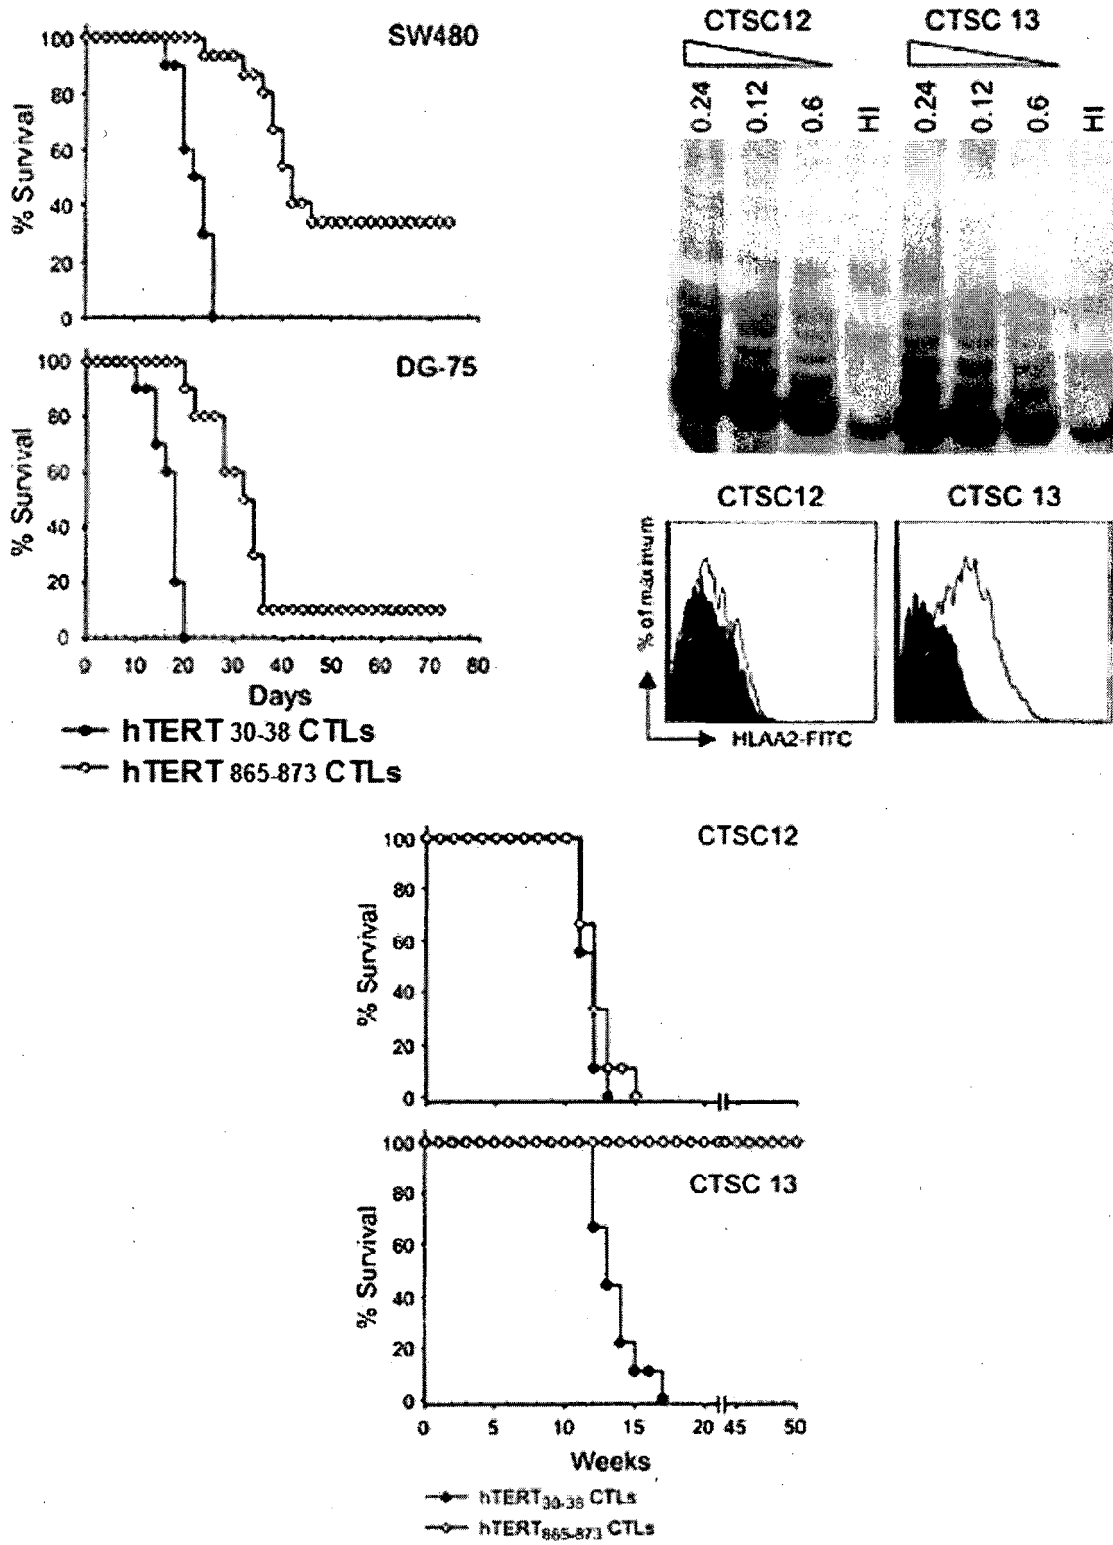 SW480
% Survival
100
80
60
40
20
0
DG-75
% Survival
100
80
60
40
20
0
0 10 20 30 40 50 60 70 80
Days
hTERT 30-38 CTLs
hTERT 865-873 CTLs
CTSC12 CTSC 13
0.24 0.12 0.6 HI 0.24 0.12 0.6 HI
CTSC12 CTSC 13
% of maximum
HLAA2-FITC
CTSC12
% Survival
100
80
60
40
20
0
CTSC 13
% Survival
100
80
60
40
20
0
0 5 10 15 20 45 50
Weeks
hTERT30-38 CTLs
hTERT865-873 CTLs